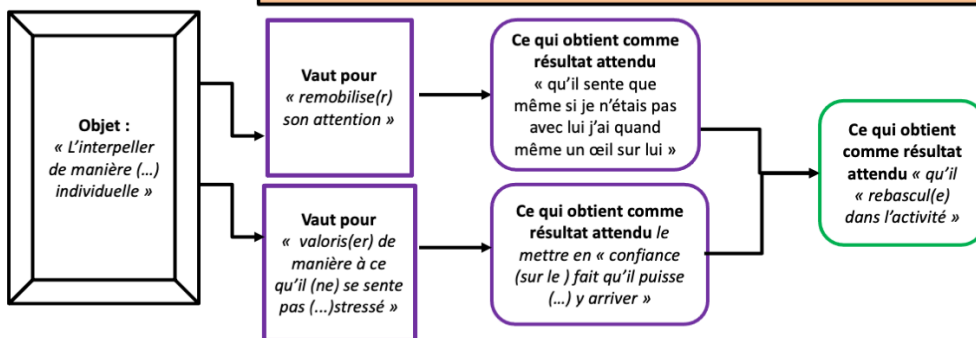 Objet :
« L’interpeller
de manière (...)
individuelle »
Vaut pour
« remobilise(r)
son attention »
Ce qui obtient comme
résultat attendu
« qu’il sente que
même si je n’étais pas
avec lui j’ai quand
même un œil sur lui »
Vaut pour
« valoris(er) de
manière à ce
qu’il (ne) se sente
pas (...)stressé »
Ce qui obtient comme
résultat attendu le
mettre en « confiance
(sur le ) fait qu’il puisse
(...) y arriver »
Ce qui obtient
comme résultat
attendu « qu’il
« rebascul(e)
dans l’activité »